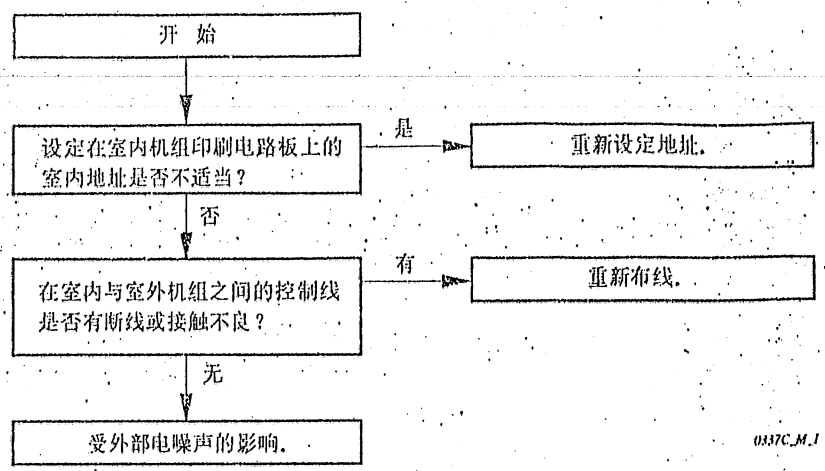 开始
设定在室内机组印刷电路板上的
室内地址是否不适当？
是
重新设定地址.
否
在室内与室外机组之间的控制线
是否有断线或接触不良？
有
重新布线.
无
受外部电噪声的影响.
0337C_M_I